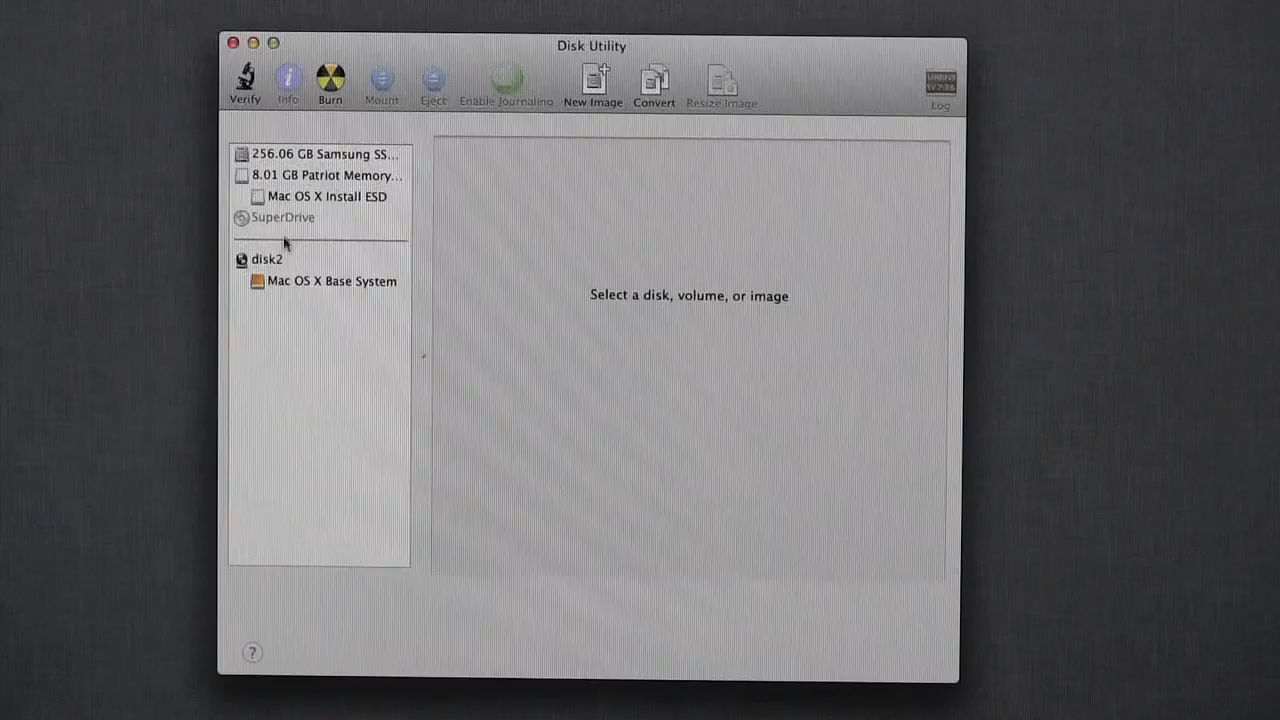 Disk Utility
Verify Info Burn Mount Eject Enable Journaling New Image Convert Resize Image Log
256.06 GB Samsung SS...
8.01 GB Patriot Memory...
Mac OS X Install ESD
SuperDrive
disk2
Mac OS X Base System
Select a disk, volume, or image
?